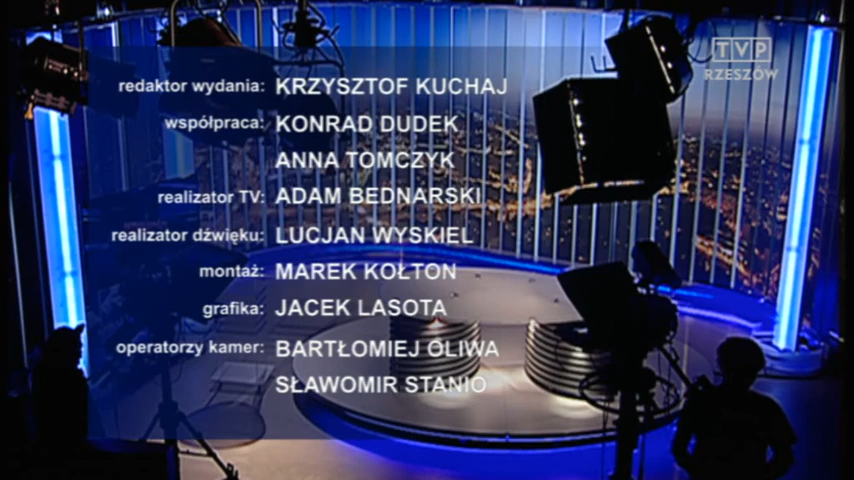 TVP
RZESZÓW
redaktor wydania: KRZYSZTOF KUCHAJ
współpraca: KONRAD DUDEK
ANNA TOMCZYK
realizator TV: ADAM BEDNARSKI
realizator dźwięku: LUCJAN WYSKIEL
montaż: MAREK KOŁTON
grafika: JACEK LASOTA
operatorzy kamer: BARTŁOMIEJ OLIWA
SŁAWOMIR STANIO